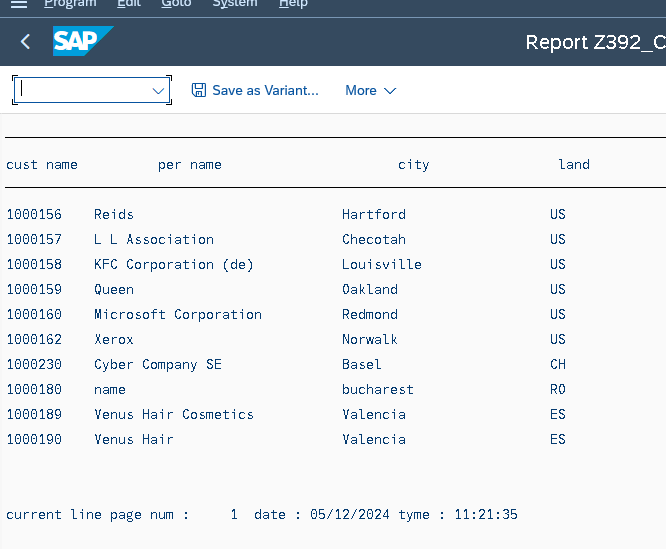 Program Edit Goto System Help
SAP Report Z392_C
Save as Variant... More
cust name per name city land
1000156 Reids Hartford US
1000157 L L Association Checotah US
1000158 KFC Corporation (de) Louisville US
1000159 Queen Oakland US
1000160 Microsoft Corporation Redmond US
1000162 Xerox Norwalk US
1000230 Cyber Company SE Basel CH
1000180 name bucharest RO
1000189 Venus Hair Cosmetics Valencia ES
1000190 Venus Hair Valencia ES
current line page num : 1 date : 05/12/2024 tyme : 11:21:35